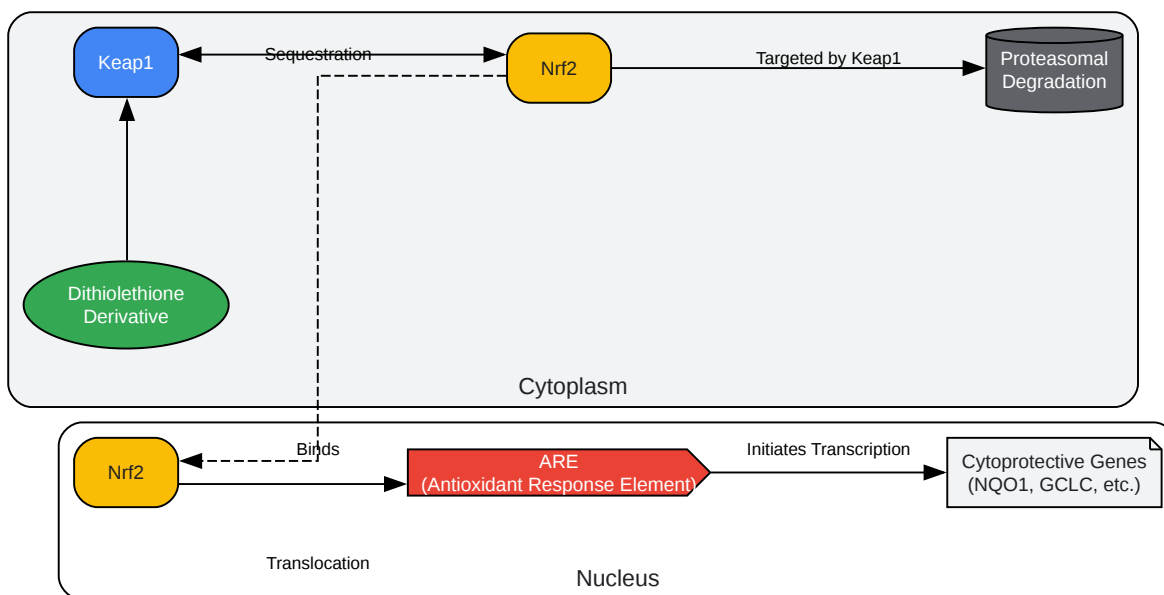 Keap1
Sequestration
Nrf2
Targeted by Keap1
Proteasomal
Degradation
Dithiolethione
Derivative
Cytoplasm
Nrf2
Binds
ARE
(Antioxidant Response Element)
Initiates Transcription
Cytoprotective Genes
(NQO1, GCLC, etc.)
Translocation
Nucleus